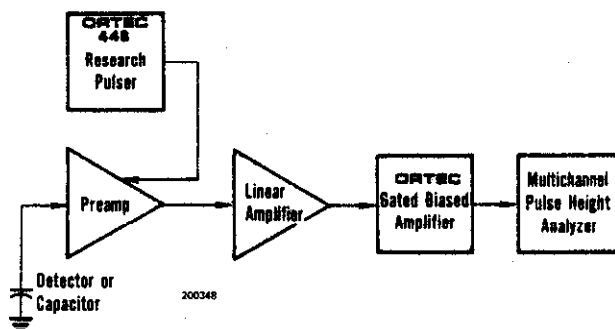 ORTEC
448
Research
Pulser
Preamp
Linear
Amplifier
ORTEC
Gated Biased
Amplifier
Multichannel
Pulse Height
Analyzer
Detector or
Capacitor
200348